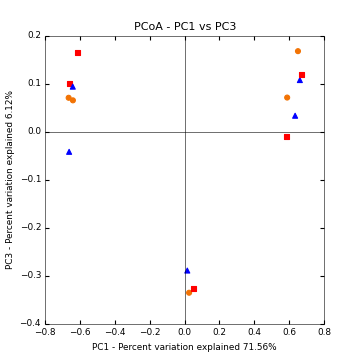 PCoA - PC1 vs PC3
0.2
0.1
0.0
−0.1
−0.2
−0.3
−0.4
PC3 - Percent variation explained 6.12%
−0.8 −0.6 −0.4 −0.2 0.0 0.2 0.4 0.6 0.8
PC1 - Percent variation explained 71.56%